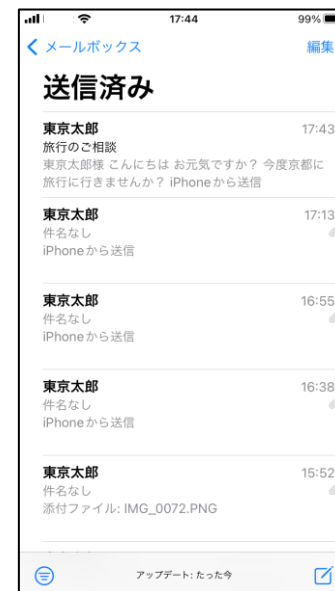 17:44
99%
メールボックス
編集
送信済み
東京太郎 17:43
旅行のご相談
東京太郎様 こんにちは お元気ですか？ 今度京都に
旅行に行きませんか？ iPhoneから送信
東京太郎 17:13
件名なし
iPhoneから送信
東京太郎 16:55
件名なし
iPhoneから送信
東京太郎 16:38
件名なし
iPhoneから送信
東京太郎 15:52
件名なし
添付ファイル: IMG_0072.PNG
アップデート: たった今